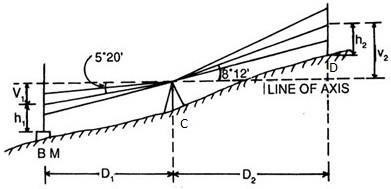 5°20'
h₂
V₂
D
8°12'
V₁
LINE OF AXIS
h₁
C
B M
D₁
D₂